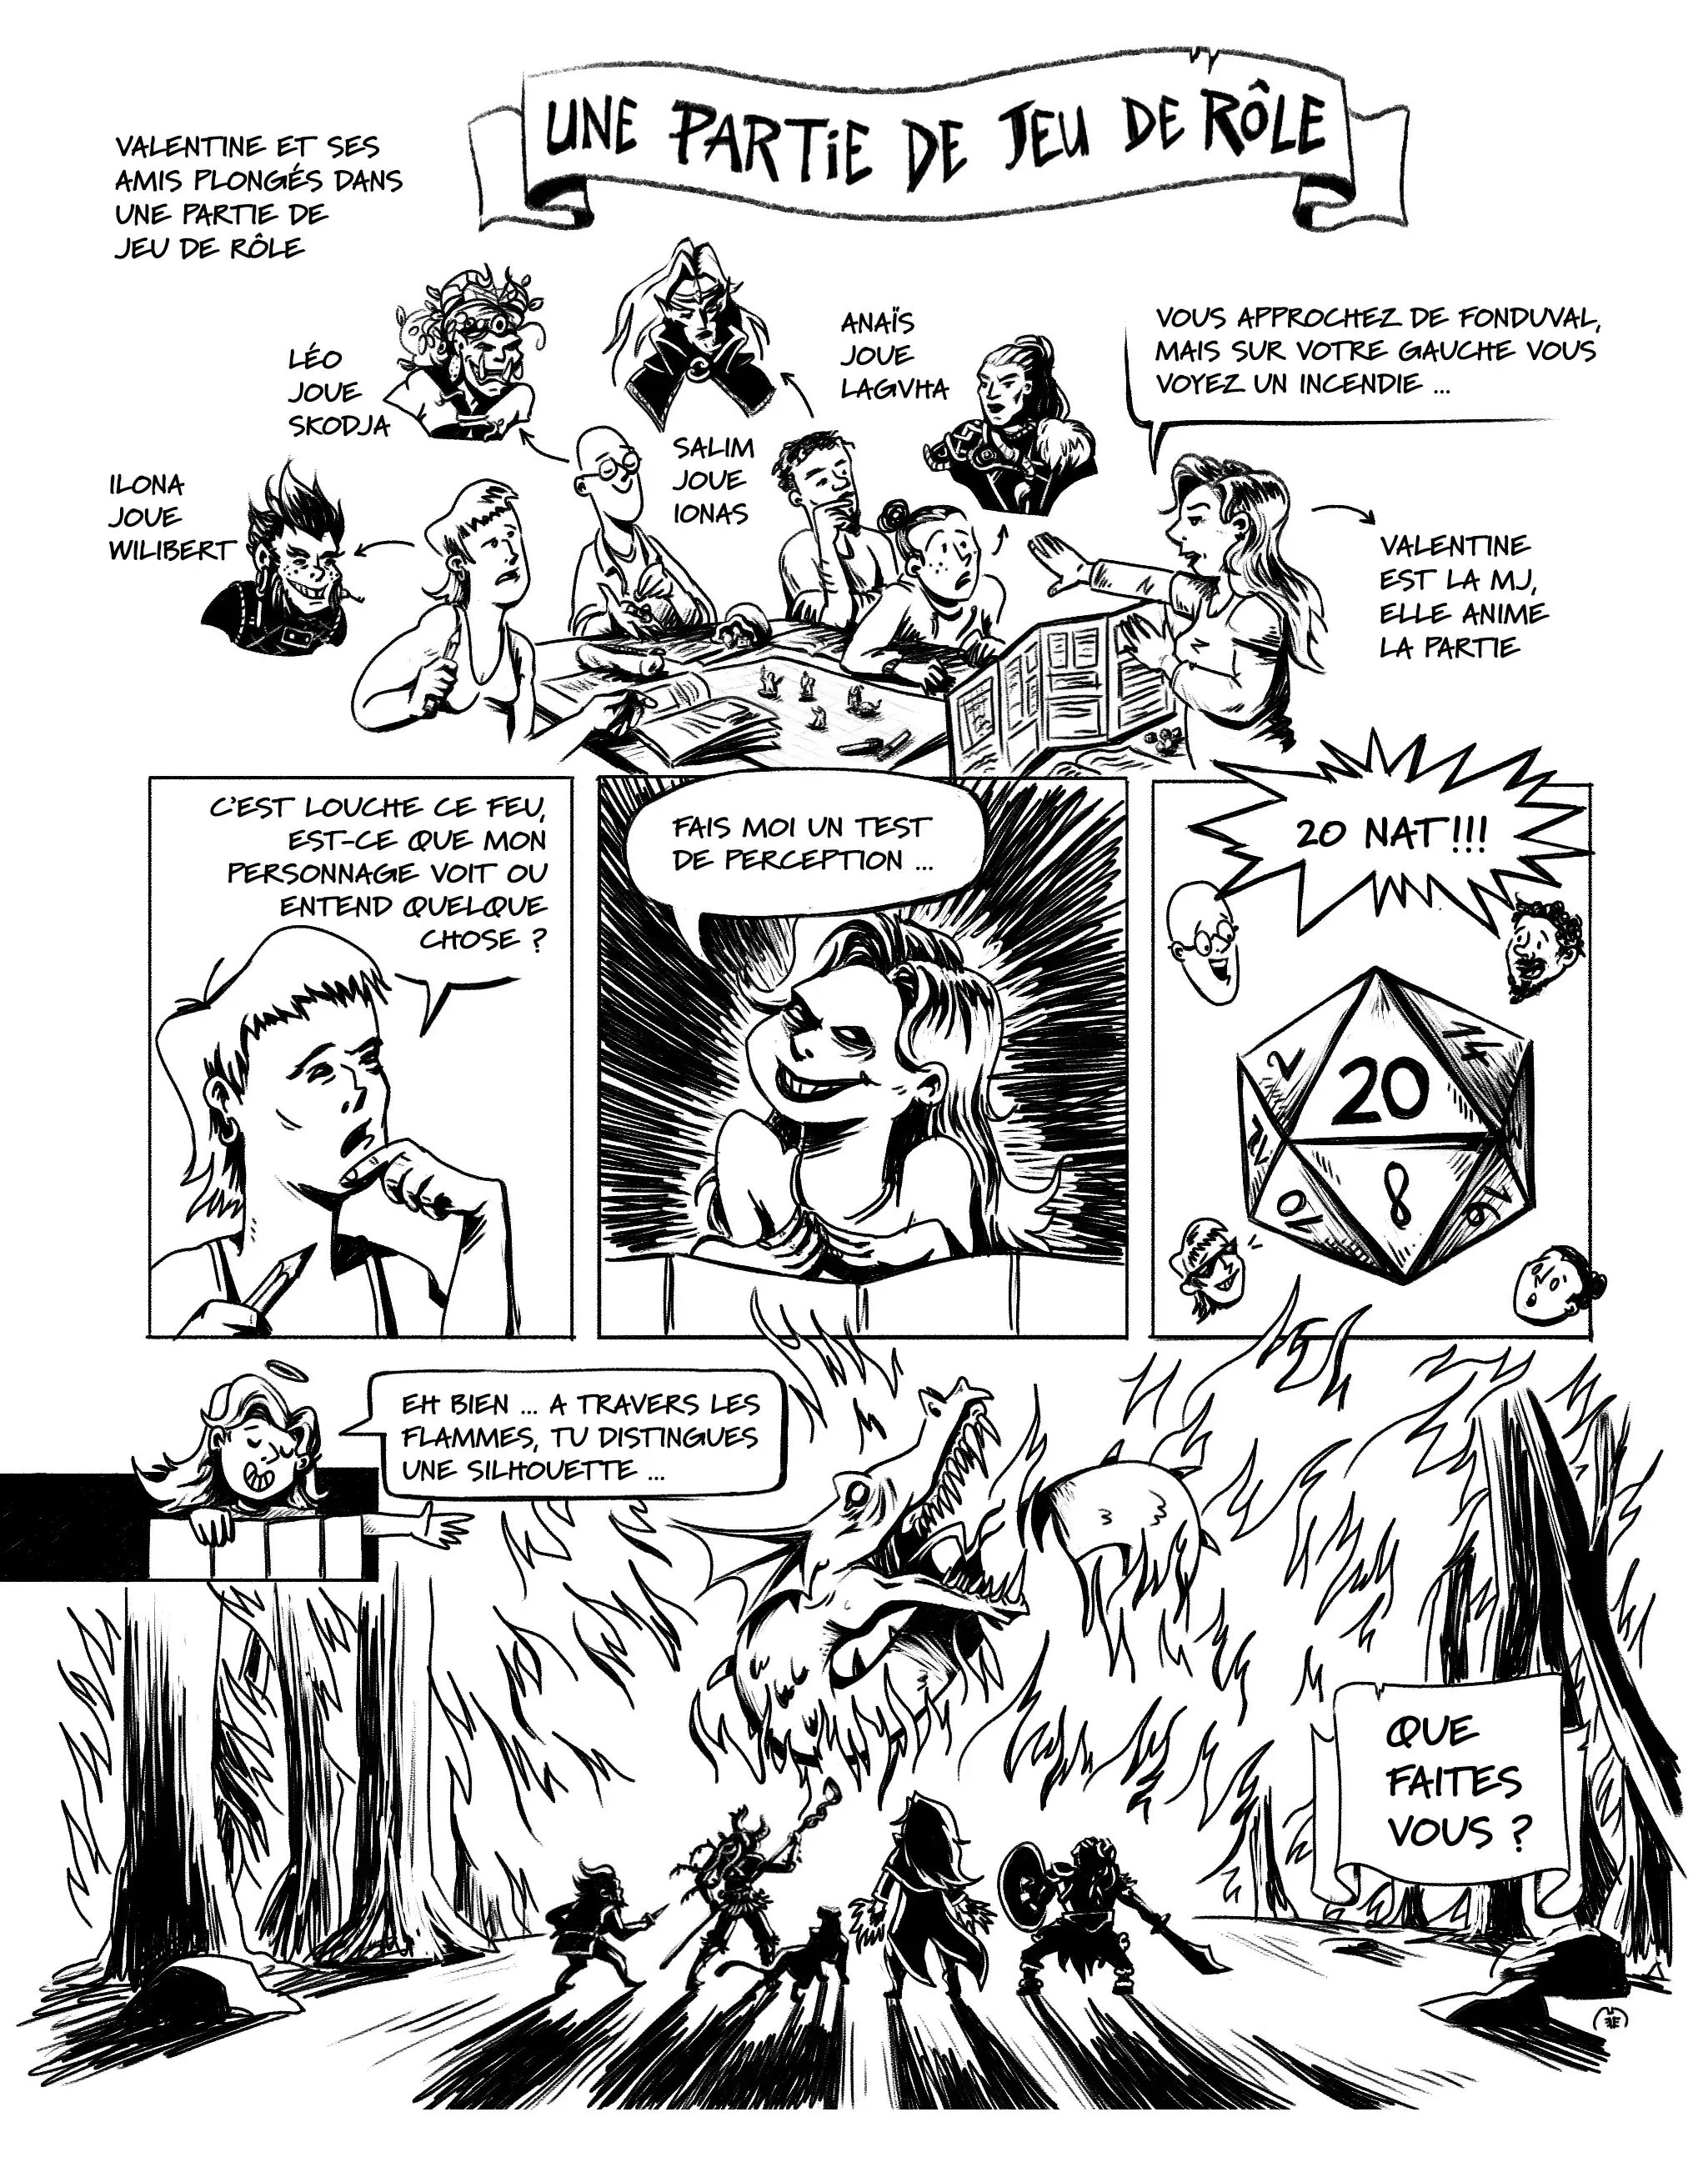 UNE PARTIE DE JEU DE RÔLE
VALENTINE ET SES
AMIS PLONGÉS DANS
UNE PARTIE DE
JEU DE RÔLE
LÉO
JOUE
SKODJA
ILONA
JOUE
WILIBERT
SALIM
JOUE
IONAS
ANAÏS
JOUE
LAGVHA
VOUS APPROCHEZ DE FONDUVAL,
MAIS SUR VOTRE GAUCHE VOUS
VOYEZ UN INCENDIE ...
VALENTINE
EST LA MJ,
ELLE ANIME
LA PARTIE
C'EST LOUCHE CE FEU,
EST-CE QUE MON
PERSONNAGE VOIT OU
ENTEND QUELQUE
CHOSE ?
FAIS MOI UN TEST
DE PERCEPTION ...
20 NAT!!!
2
14
20
8
10
16
EH BIEN ... A TRAVERS LES
FLAMMES, TU DISTINGUES
UNE SILHOUETTE ...
QUE
FAITES
VOUS ?